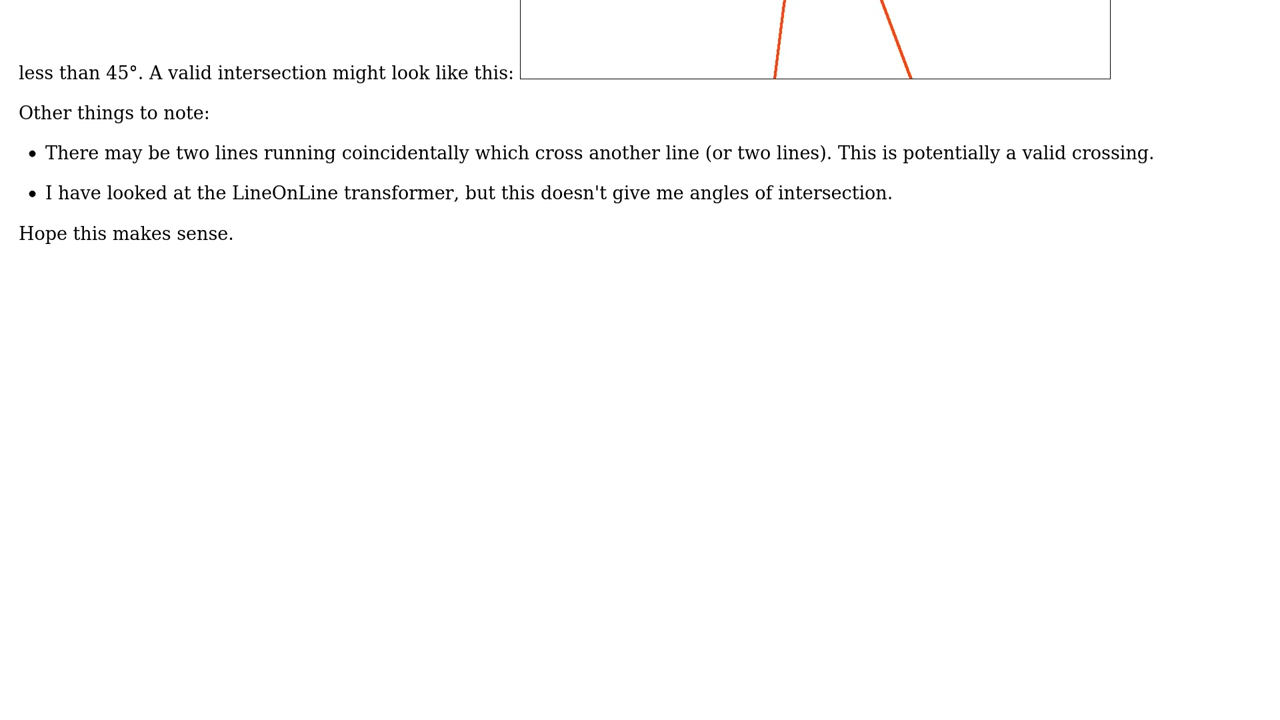 less than 45°. A valid intersection might look like this:
Other things to note:
There may be two lines running coincidentally which cross another line (or two lines). This is potentially a valid crossing.
I have looked at the LineOnLine transformer, but this doesn't give me angles of intersection.
Hope this makes sense.